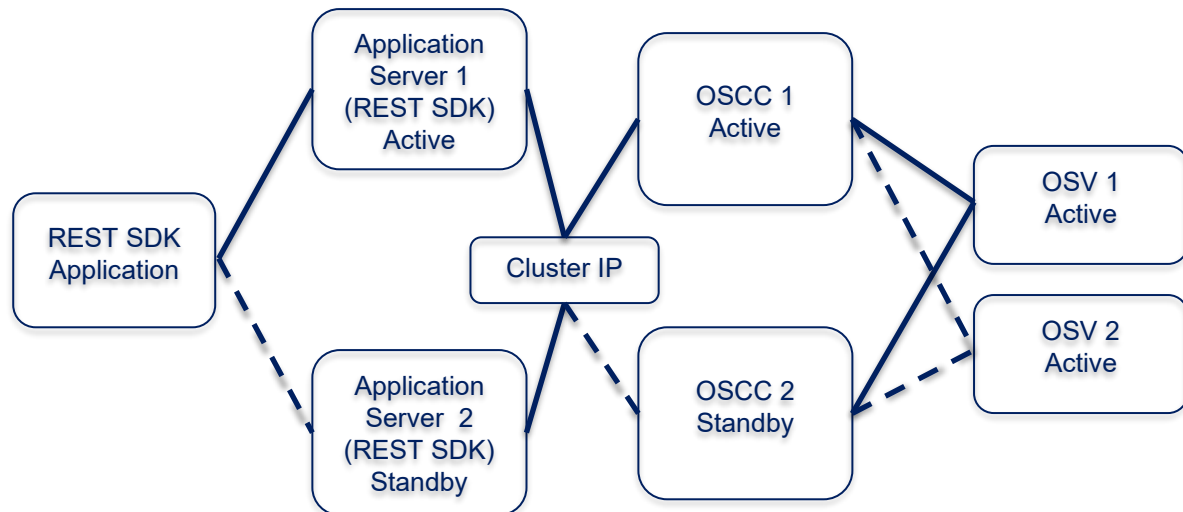 REST SDK
Application
Application
Server 1
(REST SDK)
Active
Application
Server 2
(REST SDK)
Standby
Cluster IP
OSCC 1
Active
OSCC 2
Standby
OSV 1
Active
OSV 2
Active